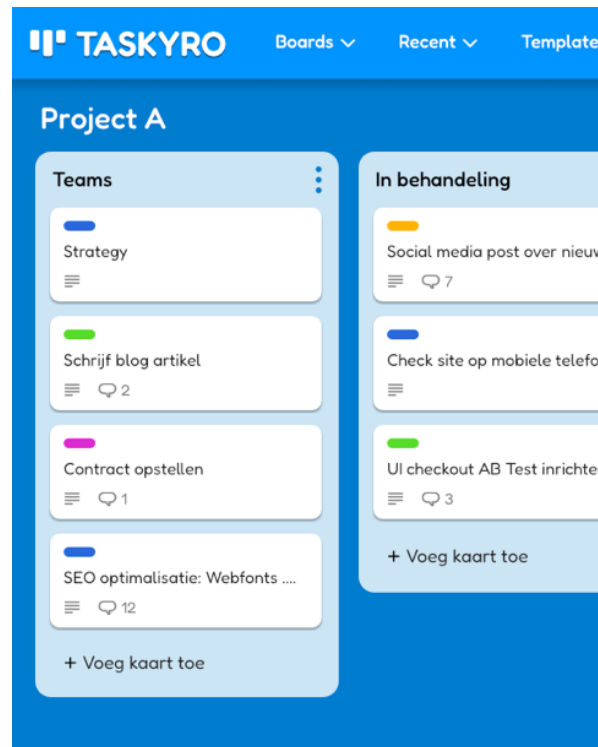 TASKYRO Boards Recent Template
Project A
Teams
Strategy
Schrijf blog artikel
2
Contract opstellen
1
SEO optimalisatie: Webfonts ....
12
+ Voeg kaart toe
In behandeling
Social media post over nieuw
7
Check site op mobiele telefo
UI checkout AB Test inrichte
3
+ Voeg kaart toe